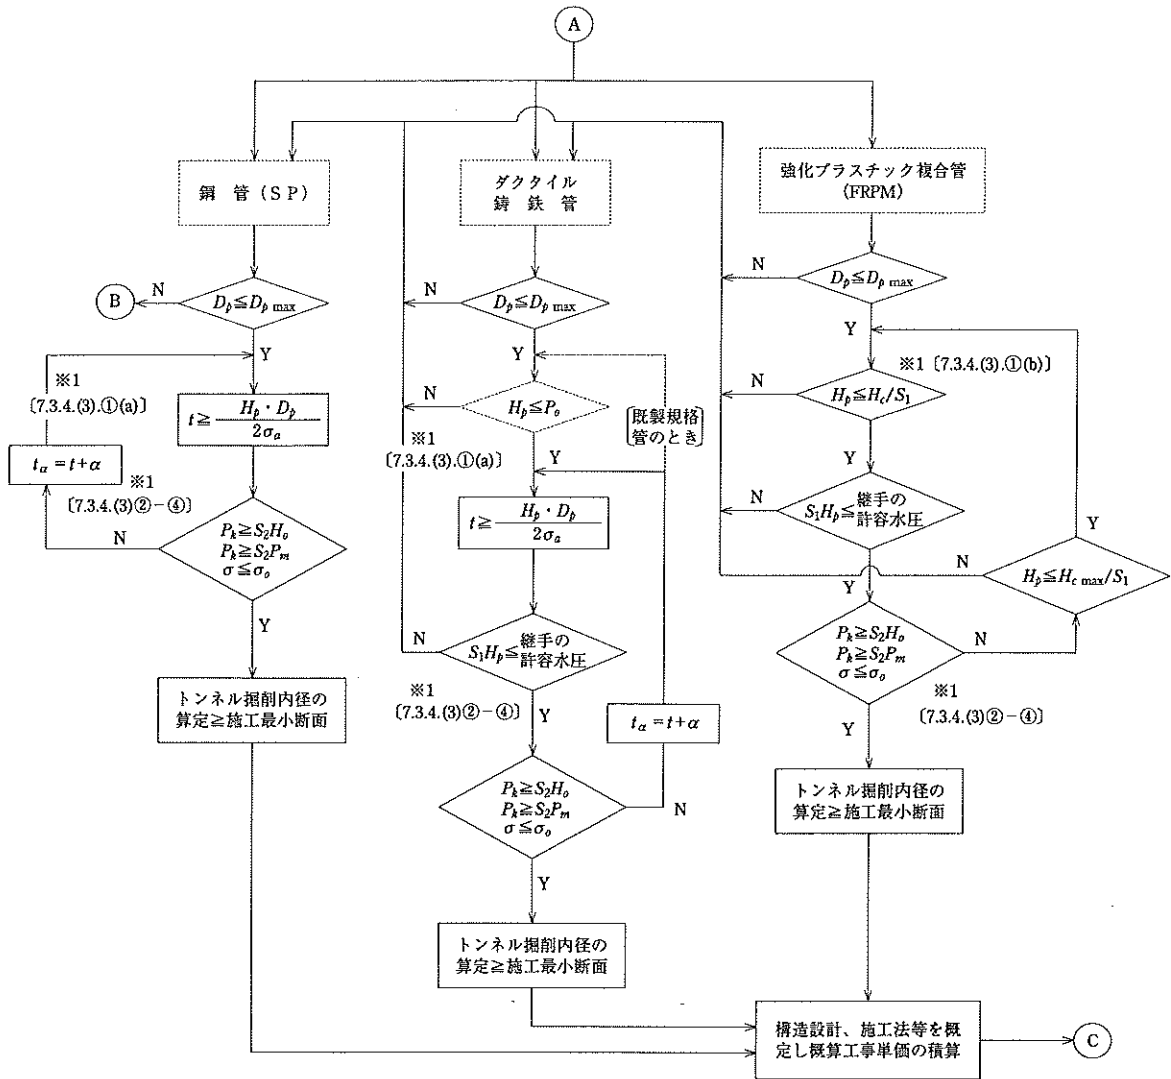 A
鋼 管 (SP)
D_p≦D_p max
N
B
Y
※1
〔7.3.4.(3).①(a)〕
t≧ H_p・D_p / 2σ_a
t_α＝t＋α
※1
〔7.3.4.(3)②－④〕
N
P_k≧S_2H_o
P_k≧S_2P_m
σ≦σ_o
Y
トンネル掘削内径の
算定≧施工最小断面
ダクタイル
鋳 鉄 管
N
D_p≦D_p max
Y
N
H_p≦P_o
〔既製規格
管のとき〕
※1
〔7.3.4.(3).①(a)〕
Y
t≧ H_p・D_p / 2σ_a
N
S_1H_p≦継手の
許容水圧
※1
〔7.3.4.(3)②－④〕
Y
t_α＝t＋α
P_k≧S_2H_o
P_k≧S_2P_m
σ≦σ_o
N
Y
トンネル掘削内径の
算定≧施工最小断面
強化プラスチック複合管
(FRPM)
N
D_p≦D_p max
Y
※1 〔7.3.4.(3).①(b)〕
N
H_p≦H_c/S_1
Y
N
S_1H_p≦継手の
許容水圧
Y
Y
N
H_p≦H_c max/S_1
P_k≧S_2H_o
P_k≧S_2P_m
σ≦σ_o
N
※1
〔7.3.4.(3)②－④〕
Y
トンネル掘削内径の
算定≧施工最小断面
構造設計、施工法等を概
定し概算工事単価の積算
C